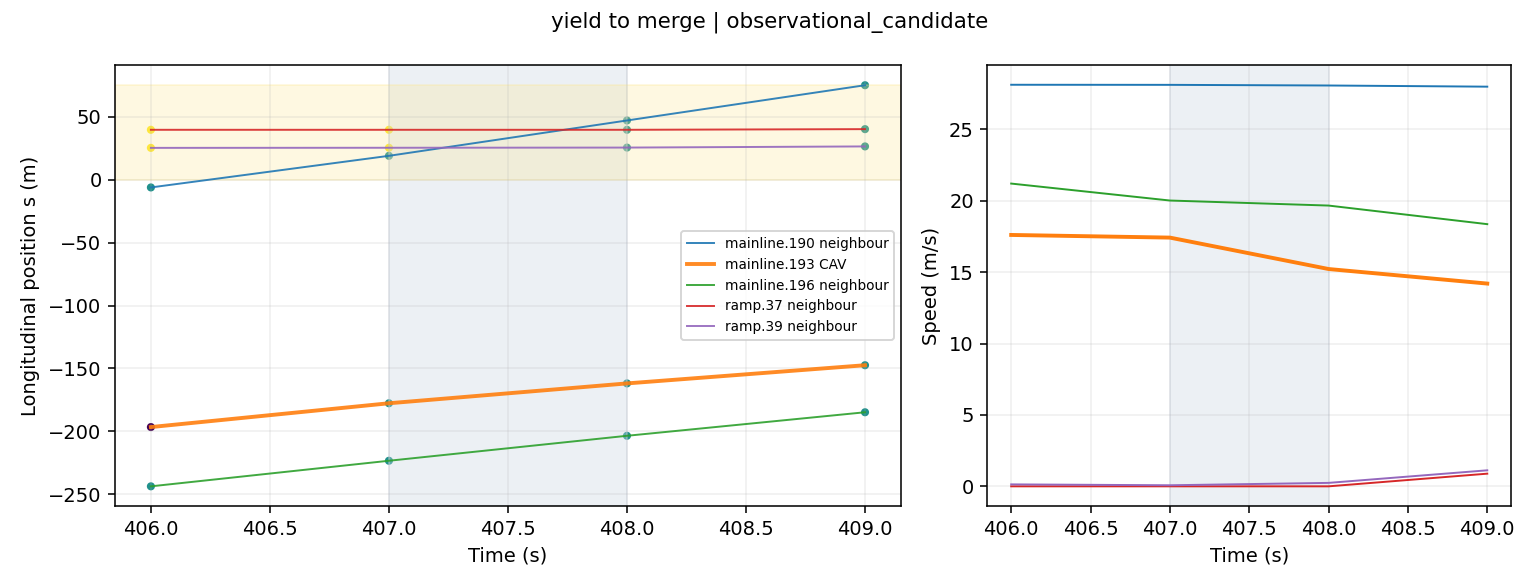 yield to merge | observational_candidate
Longitudinal position s (m)
50
0
−50
−100
−150
−200
−250
406.0 406.5 407.0 407.5 408.0 408.5 409.0
Time (s)
mainline.190 neighbour
mainline.193 CAV
mainline.196 neighbour
ramp.37 neighbour
ramp.39 neighbour
Speed (m/s)
25
20
15
10
5
0
406.0 406.5 407.0 407.5 408.0 408.5 409.0
Time (s)